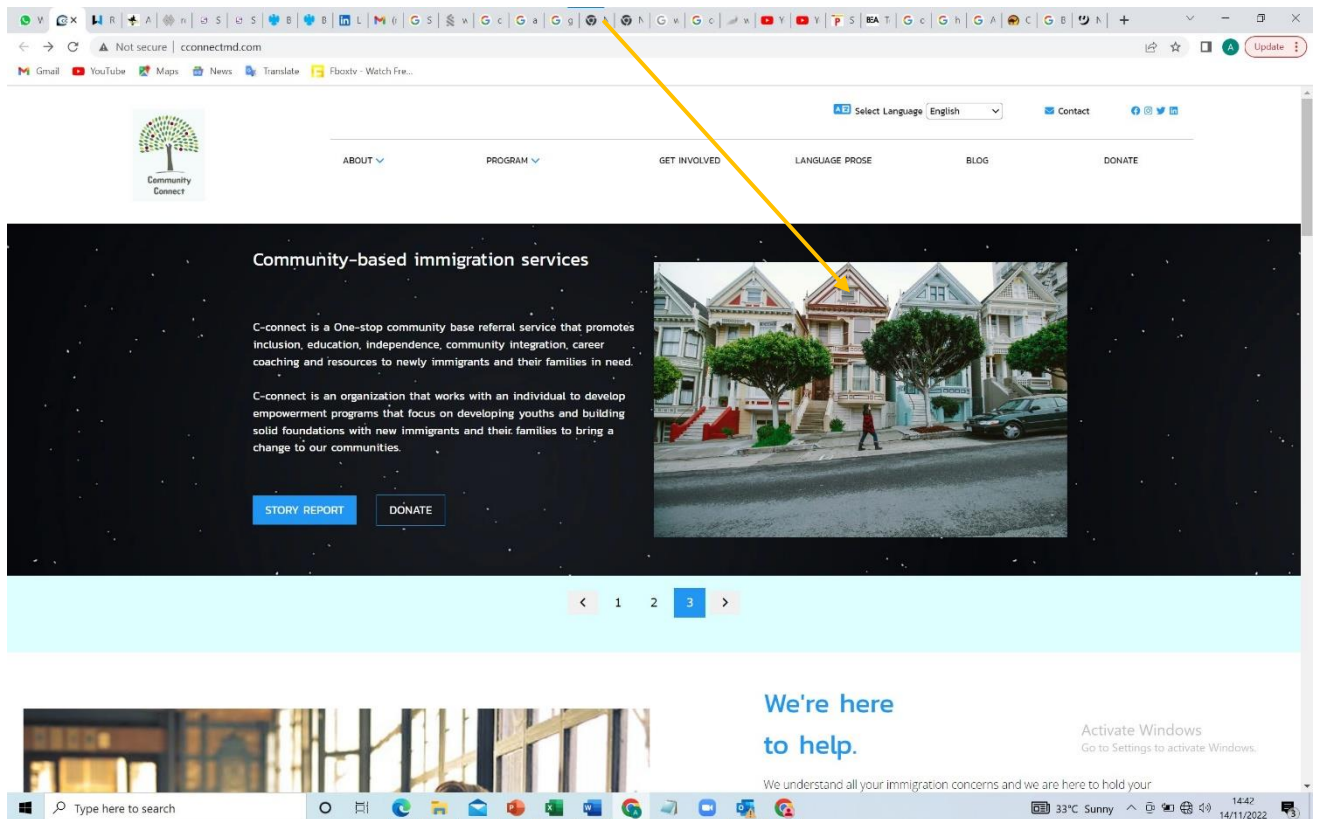 W
R
A
n
S
S
B
B
L
M (
S
w
c
a
g
N
w
c
w
Y
Y
S
BEA T
c
h
A
C
B
N
Not secure | cconnectmd.com
Update
Gmail YouTube Maps News Translate Fboxtv - Watch Fre...
Select Language English Contact
Community
Connect
ABOUT PROGRAM GET INVOLVED LANGUAGE PROSE BLOG DONATE
Community-based immigration services
C-connect is a One-stop community base referral service that promotes
inclusion, education, independence, community integration, career
coaching and resources to newly immigrants and their families in need.
C-connect is an organization that works with an individual to develop
empowerment programs that focus on developing youths and building
solid foundations with new immigrants and their families to bring a
change to our communities.
STORY REPORT DONATE
< 1 2 3 >
We're here
to help.
Activate Windows
Go to Settings to activate Windows.
We understand all your immigration concerns and we are here to hold your
Type here to search
33°C Sunny
14:42
14/11/2022